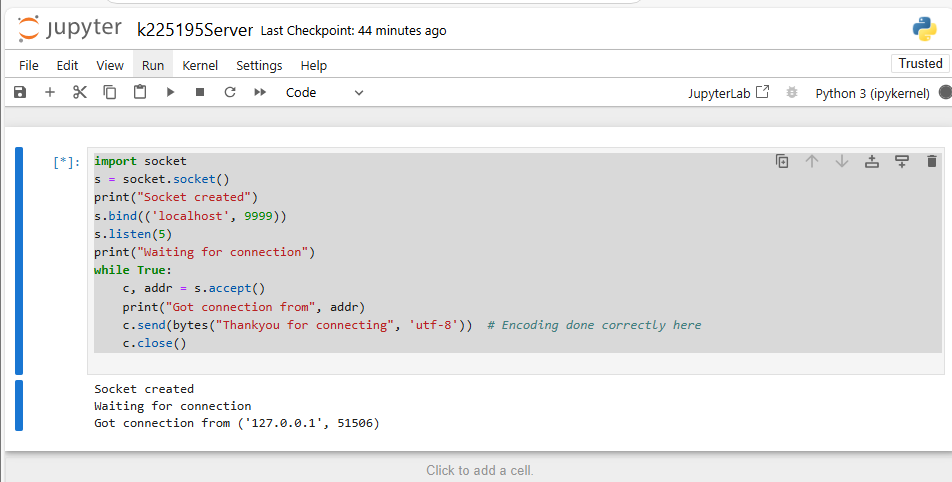 jupyter k225195Server Last Checkpoint: 44 minutes ago
File Edit View Run Kernel Settings Help
Trusted
Code
JupyterLab
Python 3 (ipykernel)
[*]:
import socket
s = socket.socket()
print("Socket created")
s.bind(('localhost', 9999))
s.listen(5)
print("Waiting for connection")
while True:
    c, addr = s.accept()
    print("Got connection from", addr)
    c.send(bytes("Thankyou for connecting", 'utf-8'))  # Encoding done correctly here
    c.close()
Socket created
Waiting for connection
Got connection from ('127.0.0.1', 51506)
Click to add a cell.